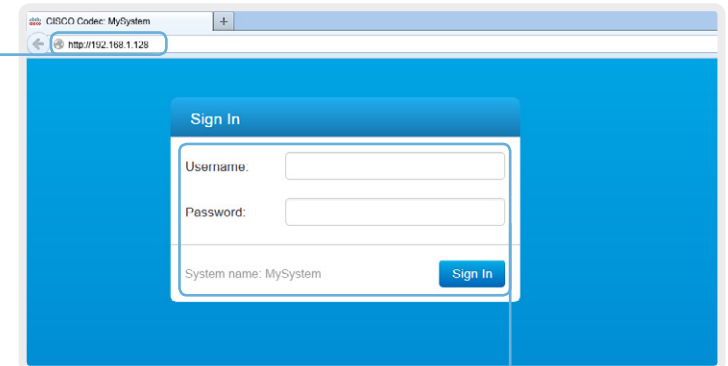 CISCO Codec: MySystem
http://192.168.1.128
Sign In
Username:
Password:
System name: MySystem
Sign In